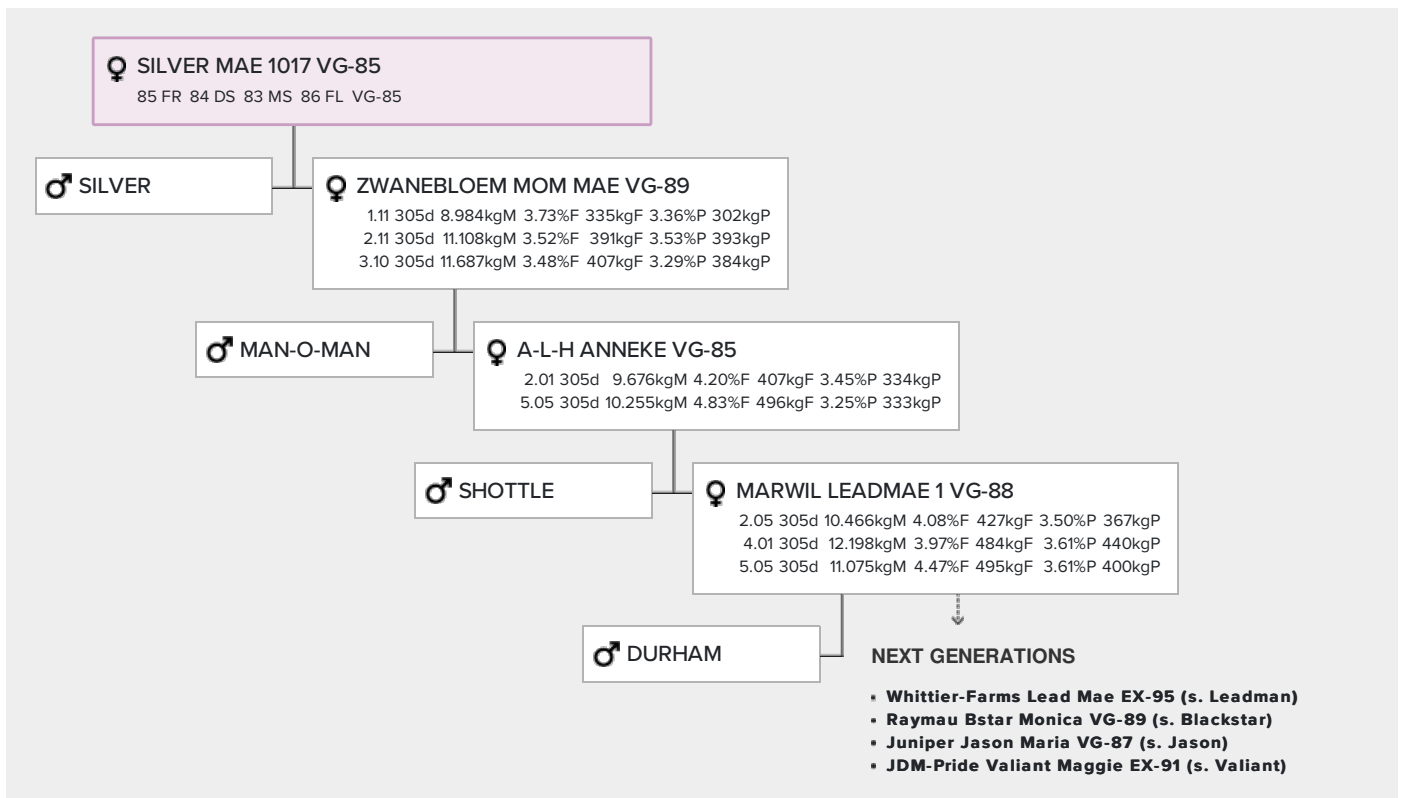 SILVER MAE 1017 VG-85
85 FR 84 DS 83 MS 86 FL VG-85
SILVER
ZWANEBLOEM MOM MAE VG-89
1.11 305d 8.984kgM 3.73%F 335kgF 3.36%P 302kgP
2.11 305d 11.108kgM 3.52%F 391kgF 3.53%P 393kgP
3.10 305d 11.687kgM 3.48%F 407kgF 3.29%P 384kgP
MAN-O-MAN
A-L-H ANNEKE VG-85
2.01 305d 9.676kgM 4.20%F 407kgF 3.45%P 334kgP
5.05 305d 10.255kgM 4.83%F 496kgF 3.25%P 333kgP
SHOTTLE
MARWIL LEADMAE 1 VG-88
2.05 305d 10.466kgM 4.08%F 427kgF 3.50%P 367kgP
4.01 305d 12.198kgM 3.97%F 484kgF 3.61%P 440kgP
5.05 305d 11.075kgM 4.47%F 495kgF 3.61%P 400kgP
DURHAM
NEXT GENERATIONS
• Whittier-Farms Lead Mae EX-95 (s. Leadman)
• Raymau Bstar Monica VG-89 (s. Blackstar)
• Juniper Jason Maria VG-87 (s. Jason)
• JDM-Pride Valiant Maggie EX-91 (s. Valiant)